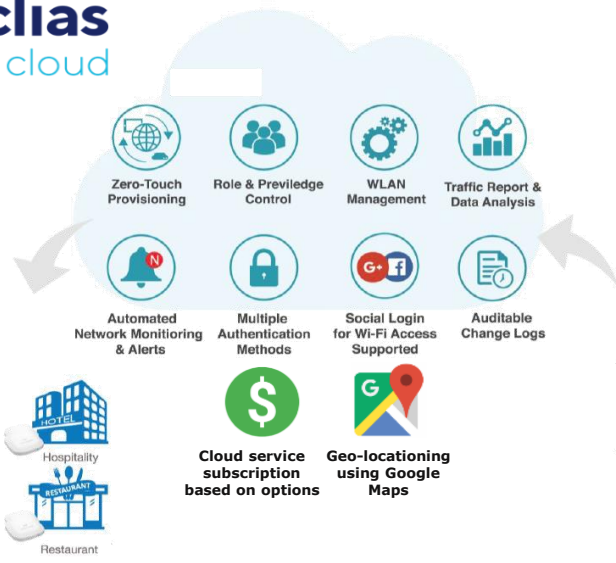 clias
cloud
Zero-Touch
Provisioning
Role & Previledge
Control
WLAN
Management
Traffic Report &
Data Analysis
N
G+ f
Automated
Network Monitioring
& Alerts
Multiple
Authentication
Methods
Social Login
for Wi-Fi Access
Supported
Auditable
Change Logs
$
G
Cloud service
subscription
based on options
Geo-locationing
using Google
Maps
HOTEL
Hospitality
RESTAURANT
Restaurant